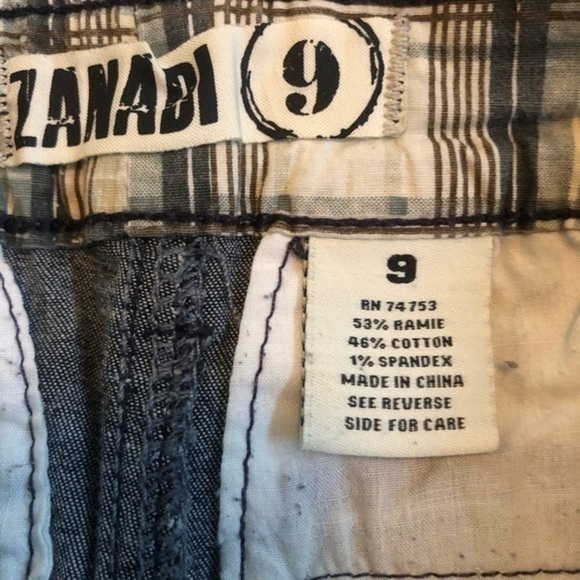 ZANADI 9
9
RN 74753
53% RAMIE
46% COTTON
1% SPANDEX
MADE IN CHINA
SEE REVERSE
SIDE FOR CARE